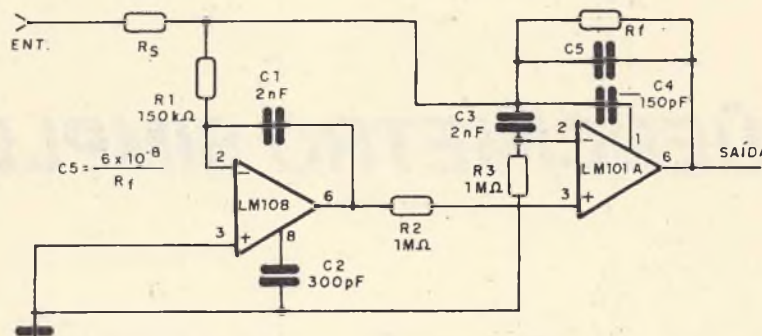 ENT.
RS
R1
150kΩ
C1
2nF
C5 = 6 x 10-8
Rf
2
LM108
6
3
8
C2
300pF
R2
1MΩ
Rf
C5
C4
150pF
C3
2nF
2
1
R3
1MΩ
LM101A
6
3
SAÍDA